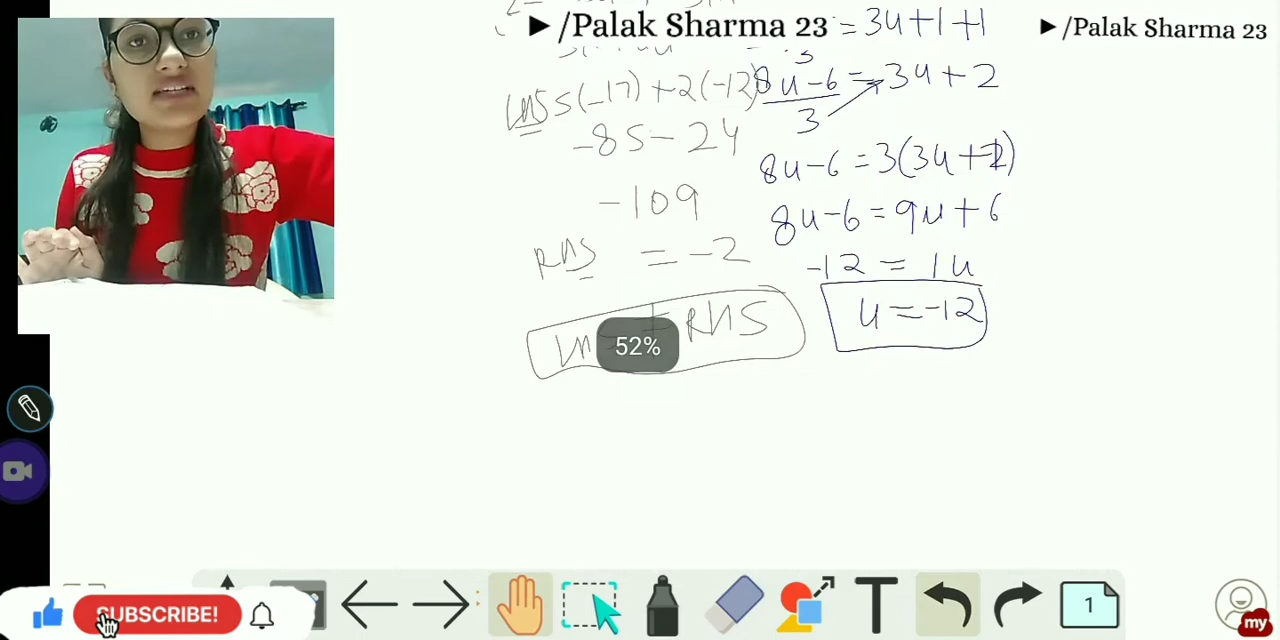 ►/Palak Sharma 23
►/Palak Sharma 23
= 3u+1+1
5(-17)+2(-12)
-85-24
-109
RHS = -2
RHS
8u-6 = 3u+2
3
8u-6 = 3(3u+2)
8u-6 = 9u+6
-12 = 1u
u = -12
52%
SUBSCRIBE!
T
1
my